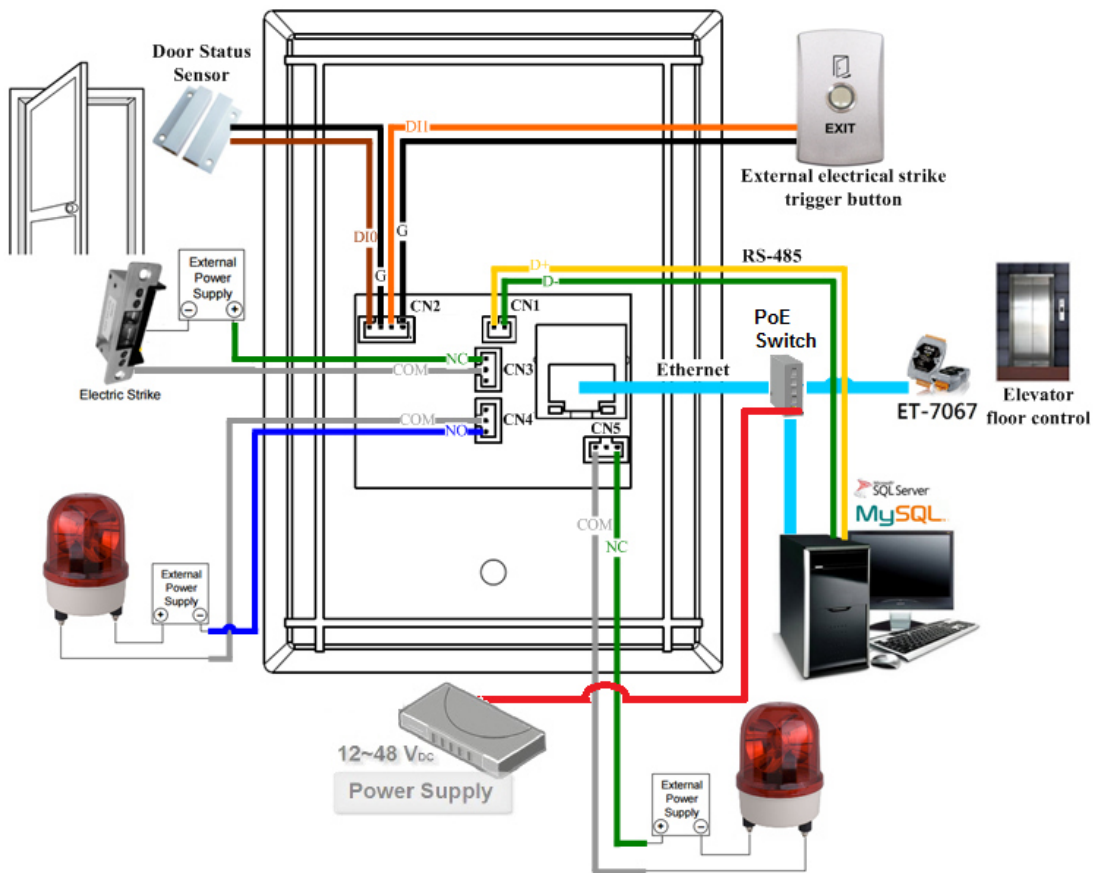 Door Status
Sensor
EXIT
External electrical strike
trigger button
DI1
DI0
G
G
D+
D-
RS-485
External
Power
Supply
− +
Electric Strike
CN2
CN1
PoE
Switch
NC
COM
CN3
Ethernet
ET-7067
Elevator
floor control
COM
NO
CN4
CN5
Microsoft
SQL Server
MySQL
COM
NC
External
Power
Supply
+ −
12~48 VDC
Power Supply
External
Power
Supply
+ −